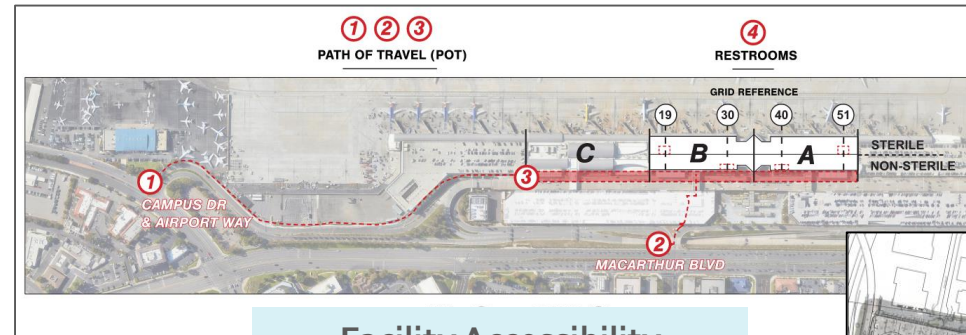 1 2 3
PATH OF TRAVEL (POT)
4
RESTROOMS
GRID REFERENCE
19 30 40 51
C B A
STERILE
NON-STERILE
1
CAMPUS DR
& AIRPORT WAY
3
2
MACARTHUR BLVD
Facility Accessibility